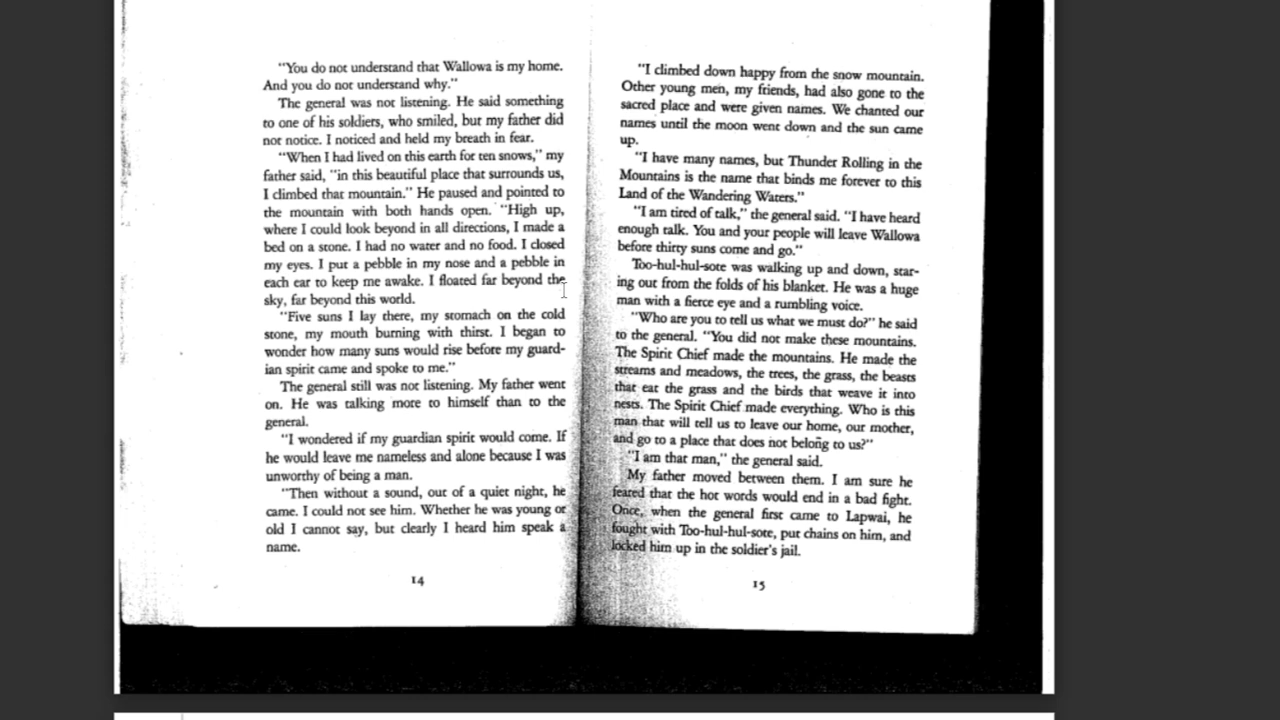 "You do not understand that Wallowa is my home.
And you do not understand why."
The general was not listening. He said something
to one of his soldiers, who smiled, but my father did
not notice. I noticed and held my breath in fear.
"When I had lived on this earth for ten snows," my
father said, "in this beautiful place that surrounds us,
I climbed that mountain." He paused and pointed to
the mountain with both hands open. "High up,
where I could look beyond in all directions, I made a
bed on a stone. I had no water and no food. I closed
my eyes. I put a pebble in my nose and a pebble in
each ear to keep me awake. I floated far beyond the
sky, far beyond this world.
"Five suns I lay there, my stomach on the cold
stone, my mouth burning with thirst. I began to
wonder how many suns would rise before my guard-
ian spirit came and spoke to me."
The general still was not listening. My father went
on. He was talking more to himself than to the
general.
"I wondered if my guardian spirit would come. If
he would leave me nameless and alone because I was
unworthy of being a man.
"Then without a sound, out of a quiet night, he
came. I could not see him. Whether he was young or
old I cannot say, but clearly I heard him speak a
name.
14
"I climbed down happy from the snow mountain.
Other young men, my friends, had also gone to the
sacred place and were given names. We chanted our
names until the moon went down and the sun came
up.
"I have many names, but Thunder Rolling in the
Mountains is the name that binds me forever to this
Land of the Wandering Waters."
"I am tired of talk," the general said. "I have heard
enough talk. You and your people will leave Wallowa
before thirty suns come and go."
Too-hul-hul-sote was walking up and down, star-
ing out from the folds of his blanket. He was a huge
man with a fierce eye and a rumbling voice.
"Who are you to tell us what we must do?" he said
to the general. "You did not make these mountains.
The Spirit Chief made the mountains. He made the
streams and meadows, the trees, the grass, the beasts
that eat the grass and the birds that weave it into
nests. The Spirit Chief made everything. Who is this
man that will tell us to leave our home, our mother,
and go to a place that does not belong to us?"
"I am that man," the general said.
My father moved between them. I am sure he
feared that the hot words would end in a bad fight.
Once, when the general first came to Lapwai, he
fought with Too-hul-hul-sote, put chains on him, and
locked him up in the soldier's jail.
15